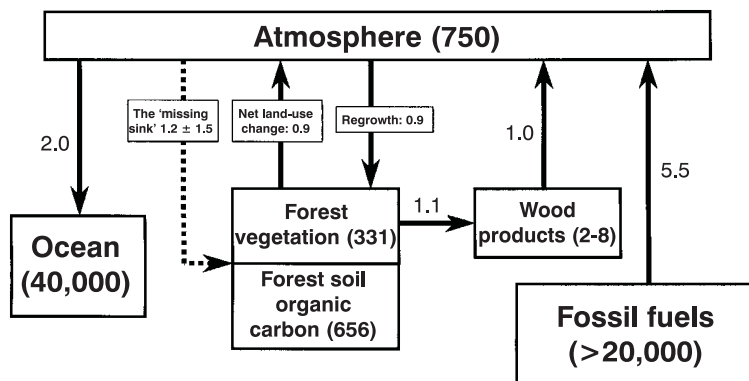 Atmosphere (750)
The 'missing
sink' 1.2 ± 1.5
Net land-use
change: 0.9
Regrowth: 0.9
1.0
2.0
5.5
Forest
vegetation (331)
1.1
Wood
products (2-8)
Ocean
(40,000)
Forest soil
organic
carbon (656)
Fossil fuels
(>20,000)